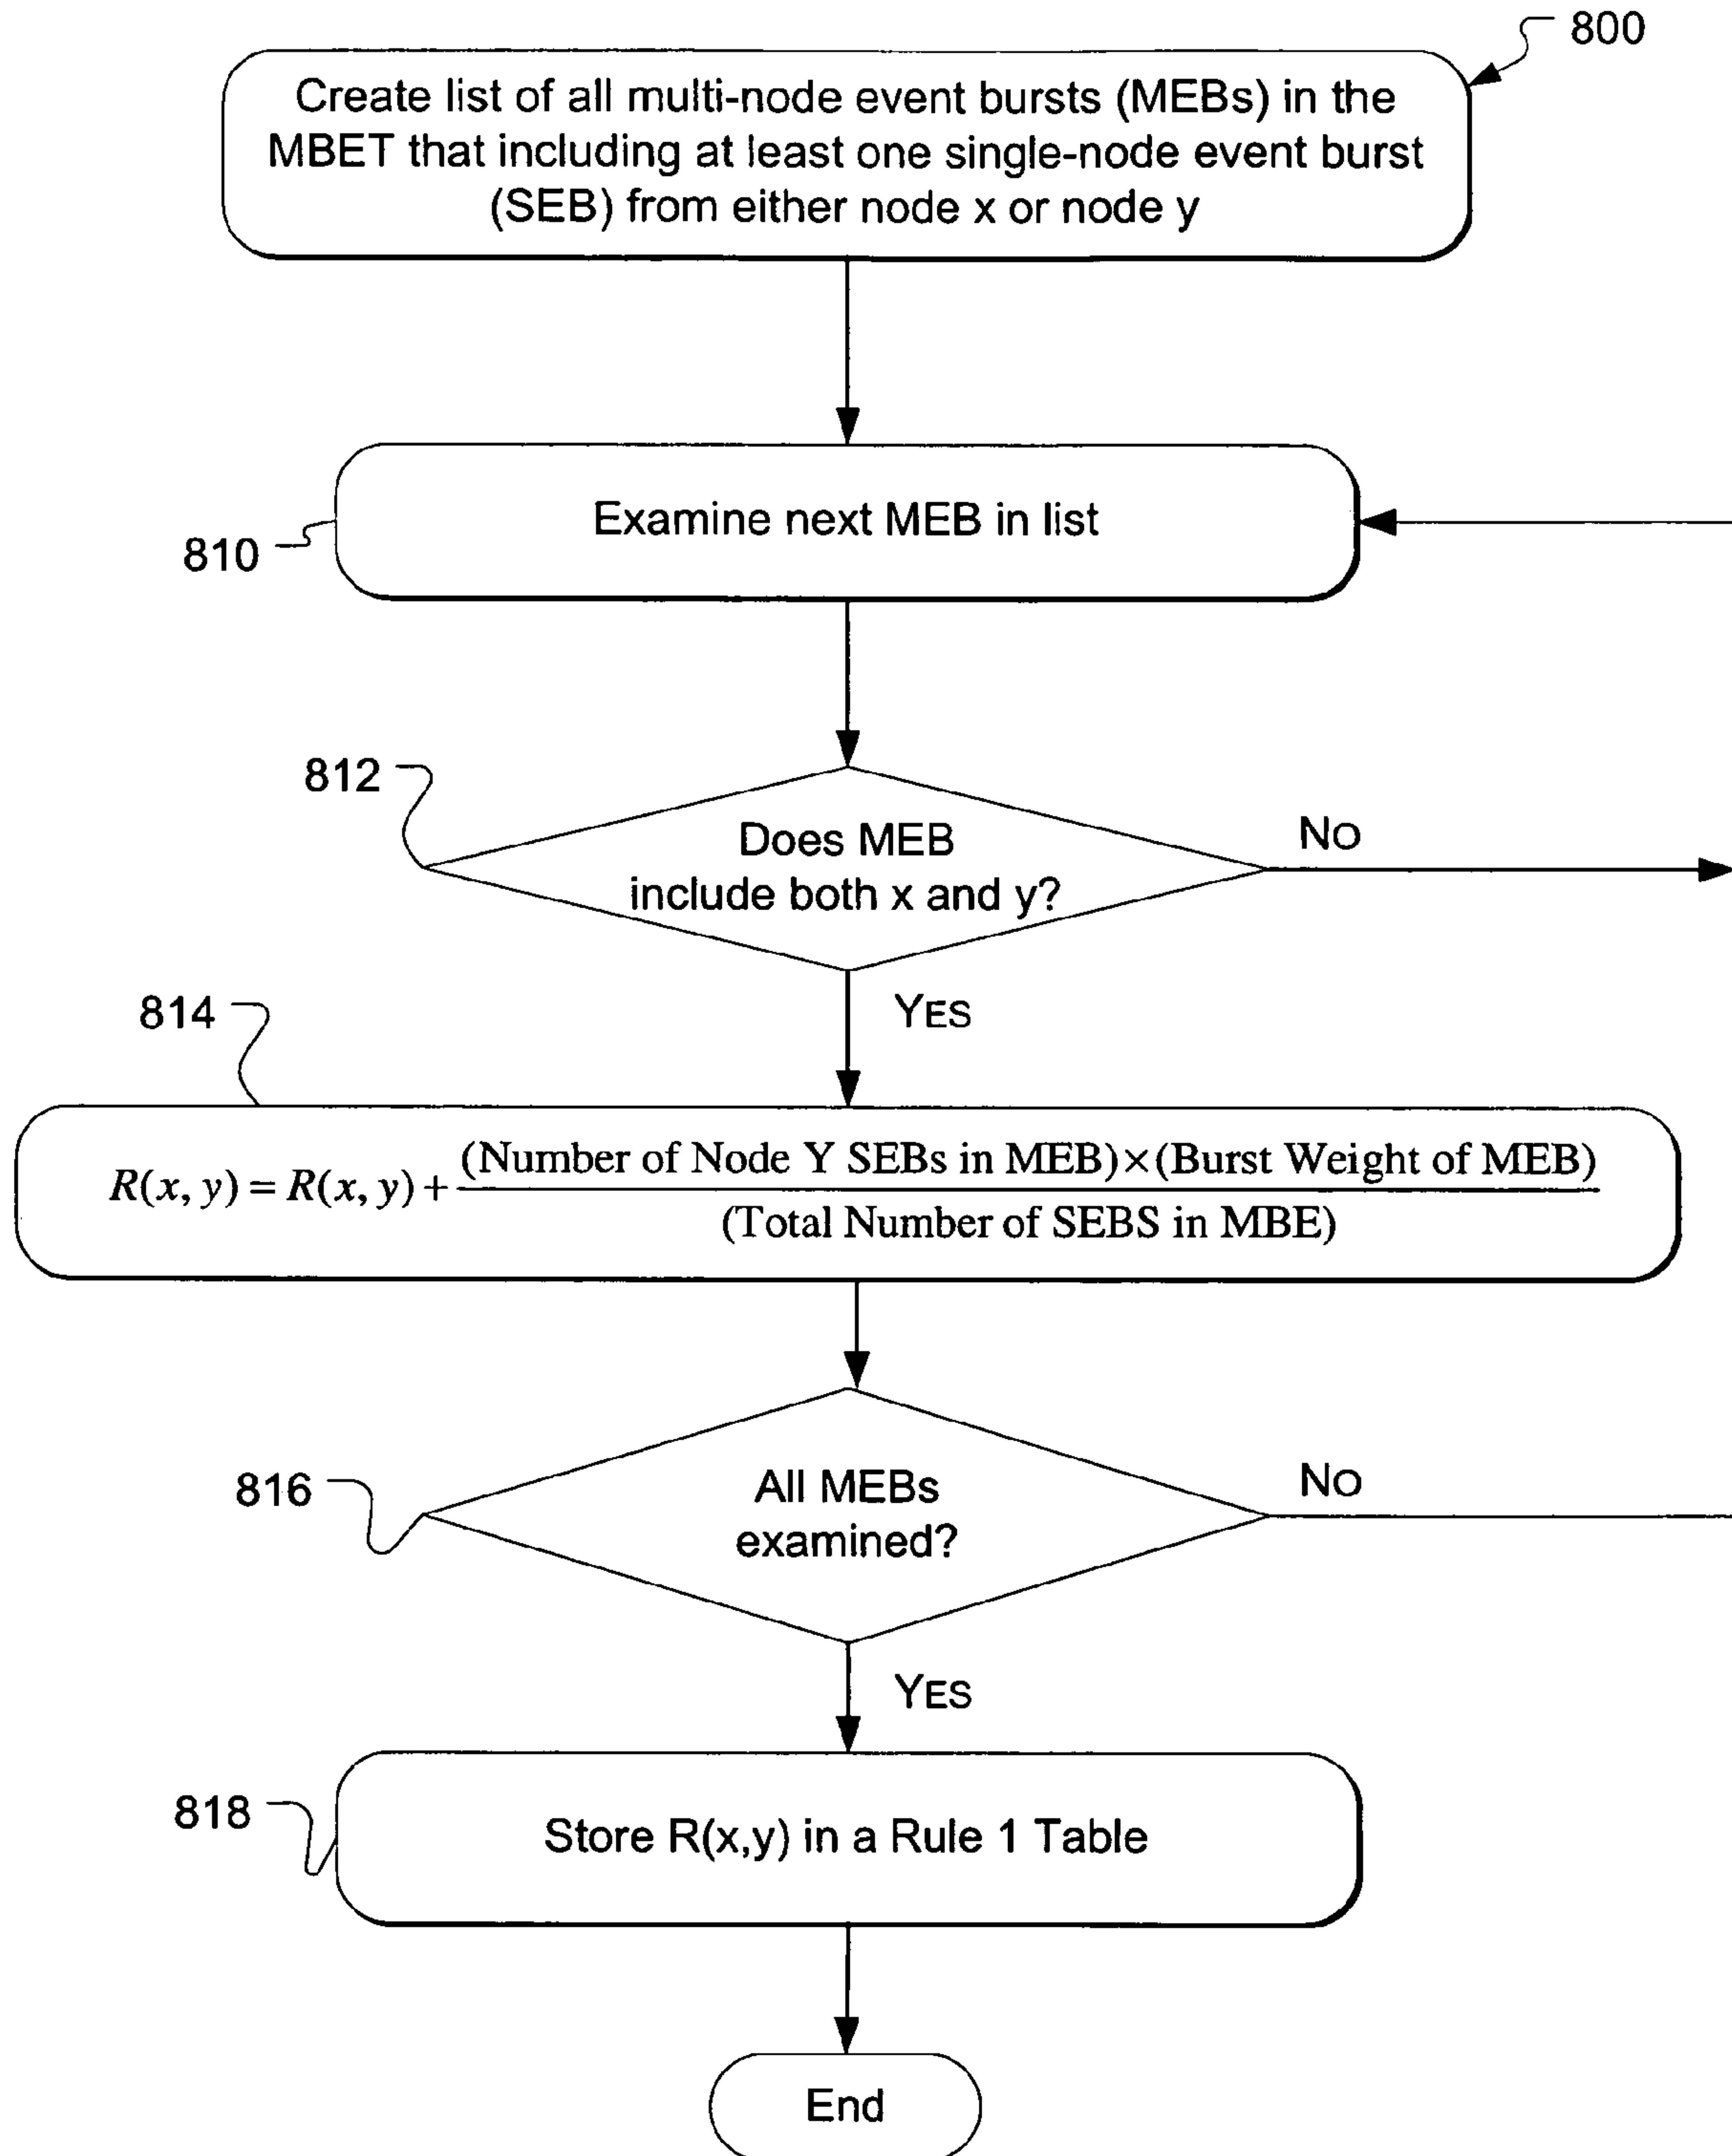 800
Create list of all multi-node event bursts (MEBs) in the
MBET that including at least one single-node event burst
(SEB) from either node x or node y
Examine next MEB in list
810
812
Does MEB
include both x and y?
NO
YES
814
R(x, y) = R(x, y) + (Number of Node Y SEBs in MEB)×(Burst Weight of MEB)
(Total Number of SEBS in MBE)
816
All MEBs
examined?
NO
YES
818
Store R(x,y) in a Rule 1 Table
End